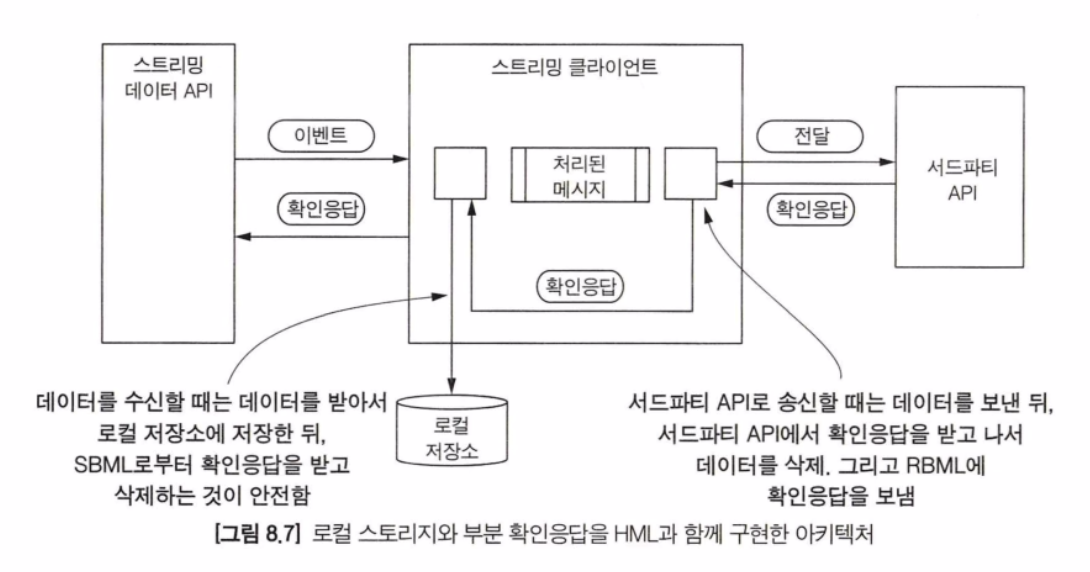 스트리밍
데이터 API
스트리밍 클라이언트
이벤트
확인응답
처리된
메시지
전달
확인응답
서드파티
API
확인응답
데이터를 수신할 때는 데이터를 받아서
로컬 저장소에 저장한 뒤,
SBML로부터 확인응답을 받고
삭제하는 것이 안전함
로컬
저장소
서드파티 API로 송신할 때는 데이터를 보낸 뒤,
서드파티 API에서 확인응답을 받고 나서
데이터를 삭제. 그리고 RBML에
확인응답을 보냄
[그림 8.7] 로컬 스토리지와 부분 확인응답을 HML과 함께 구현한 아키텍처